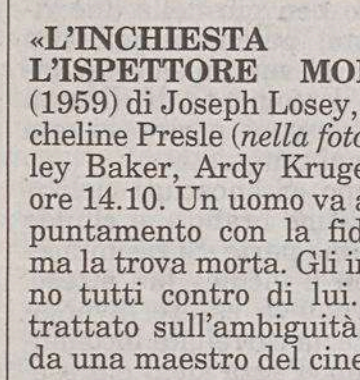 «L'INCHIESTA
L'ISPETTORE MO
(1959) di Joseph Losey,
cheline Presle (nella foto
ley Baker, Ardy Kruge
ore 14.10. Un uomo va a
puntamento con la fid
ma la trova morta. Gli in
no tutti contro di lui.
trattato sull'ambiguità
da una maestro del cine